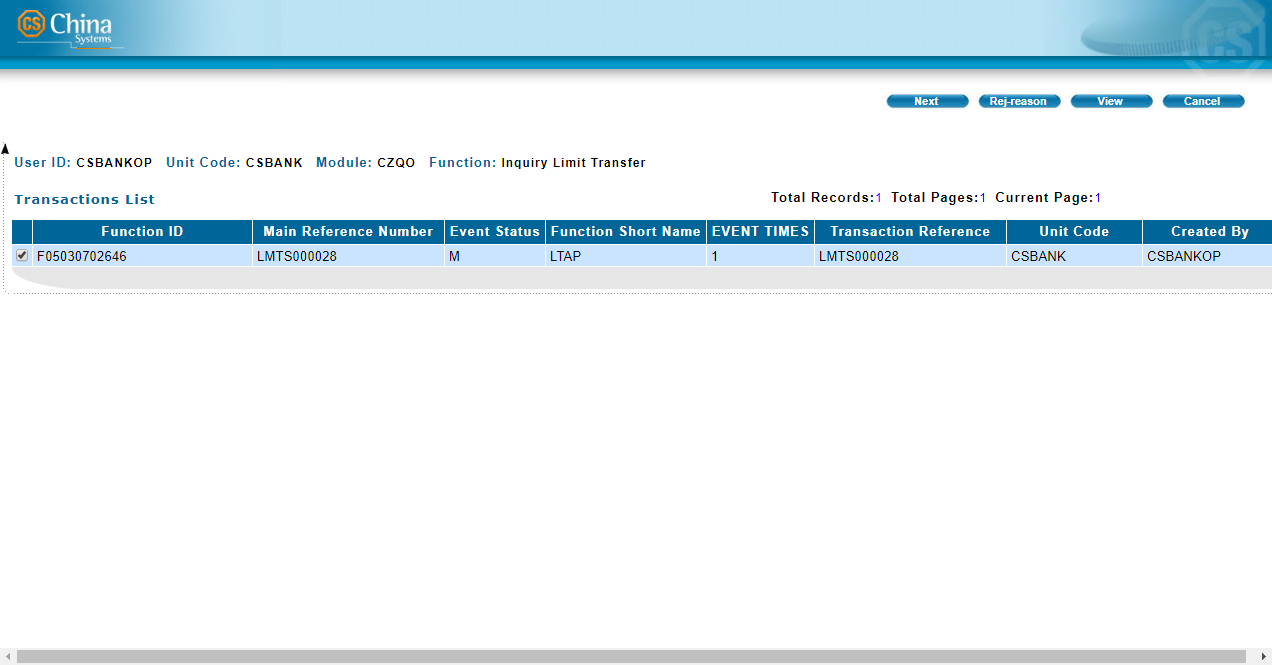 CS China
Systems
CS
Next Rej-reason View Cancel
User ID: CSBANKOP Unit Code: CSBANK Module: CZQO Function: Inquiry Limit Transfer
Transactions List Total Records:1 Total Pages:1 Current Page:1
Function ID Main Reference Number Event Status Function Short Name EVENT TIMES Transaction Reference Unit Code Created By
F05030702646 LMTS000028 M LTAP 1 LMTS000028 CSBANK CSBANKOP